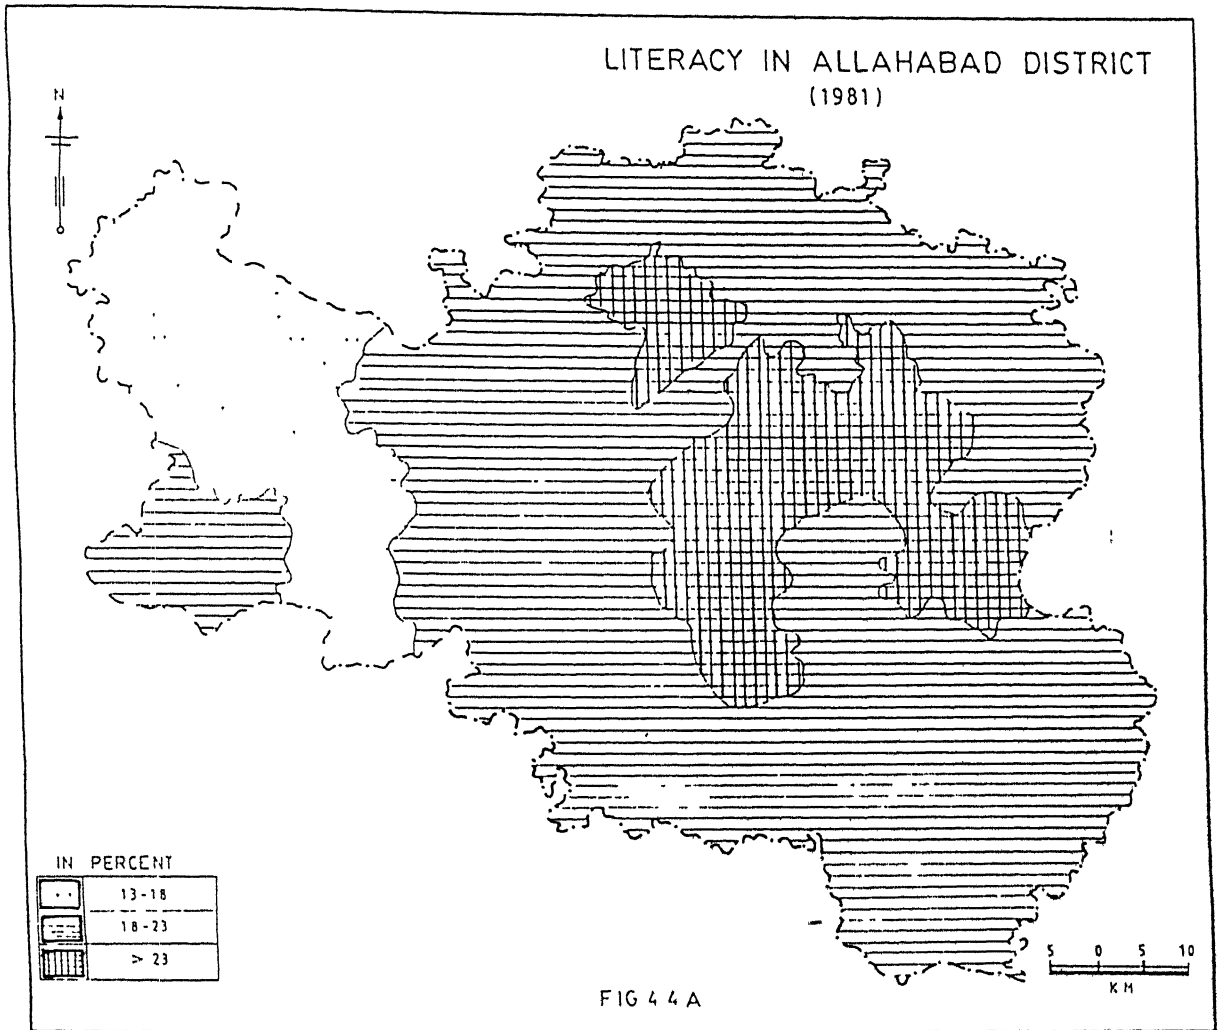 LITERACY IN ALLAHABAD DISTRICT
(1981)
N
IN PERCENT
13-18
18-23
> 23
5 0 5 10
KM
FIG 4 4 A